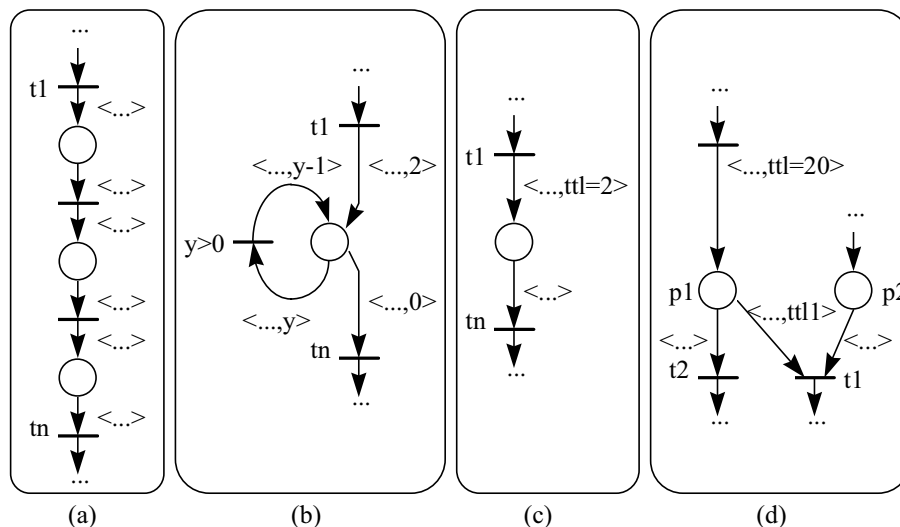 ...
t1
<...>
<...>
<...>
<...>
<...>
tn
<...>
...
(a)
...
t1
<...,y-1>
<...,2>
y>0
<...,y>
<...,0>
tn
...
(b)
...
t1
<...,ttl=2>
<...>
tn
...
(c)
...
<...,ttl=20>
...
p1
p2
<...,ttl1>
<...>
<...>
t2
t1
...
...
(d)